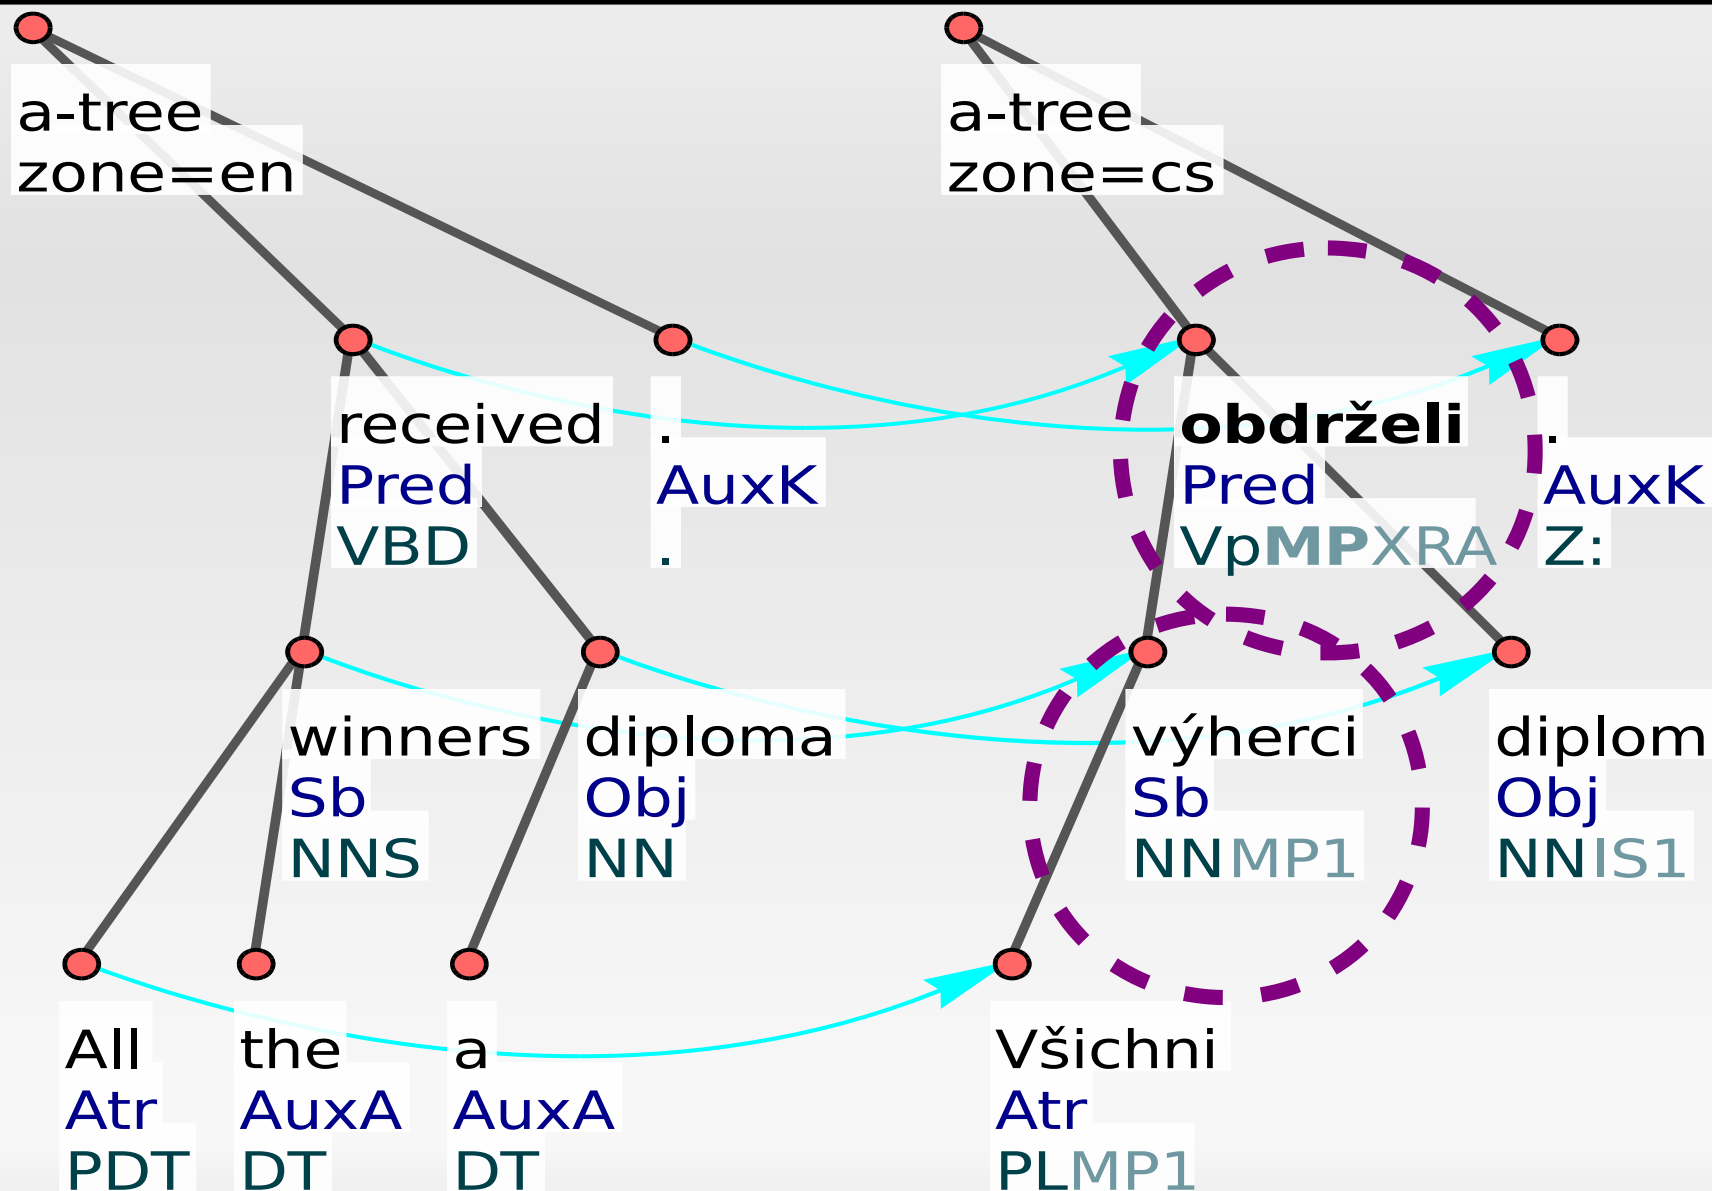 a-tree
zone=en
a-tree
zone=cs
received
Pred
VBD
.
AuxK
.
obdrželi
Pred
VpMPXRA
.
AuxK
Z:
winners
Sb
NNS
diploma
Obj
NN
výherci
Sb
NNMP1
diplom
Obj
NNIS1
All
Atr
PDT
the
AuxA
DT
a
AuxA
DT
Všichni
Atr
PLMP1